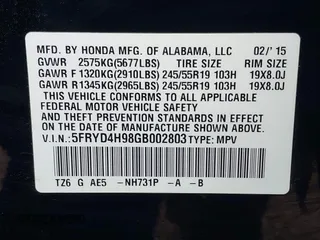 MFD. BY HONDA MFG. OF ALABAMA, LLC 02/'15
GVWR 2575KG(5677LBS) TIRE SIZE RIM SIZE
GAWR F 1320KG(2910LBS) 245/55R19 103H 19X8.0J
GAWR R1345KG(2965LBS) 245/55R19 103H 19X8.0J
THIS VEHICLE CONFORMS TO ALL APPLICABLE
FEDERAL MOTOR VEHICLE SAFETY AND THEFT
PREVENTION STANDARDS IN EFFECT ON THE DATE
OF MANUFACTURE SHOWN ABOVE.
V.I.N.:5FRYD4H98GB002803 TYPE: MPV
TZ6 G AE5 -NH731P -A -B